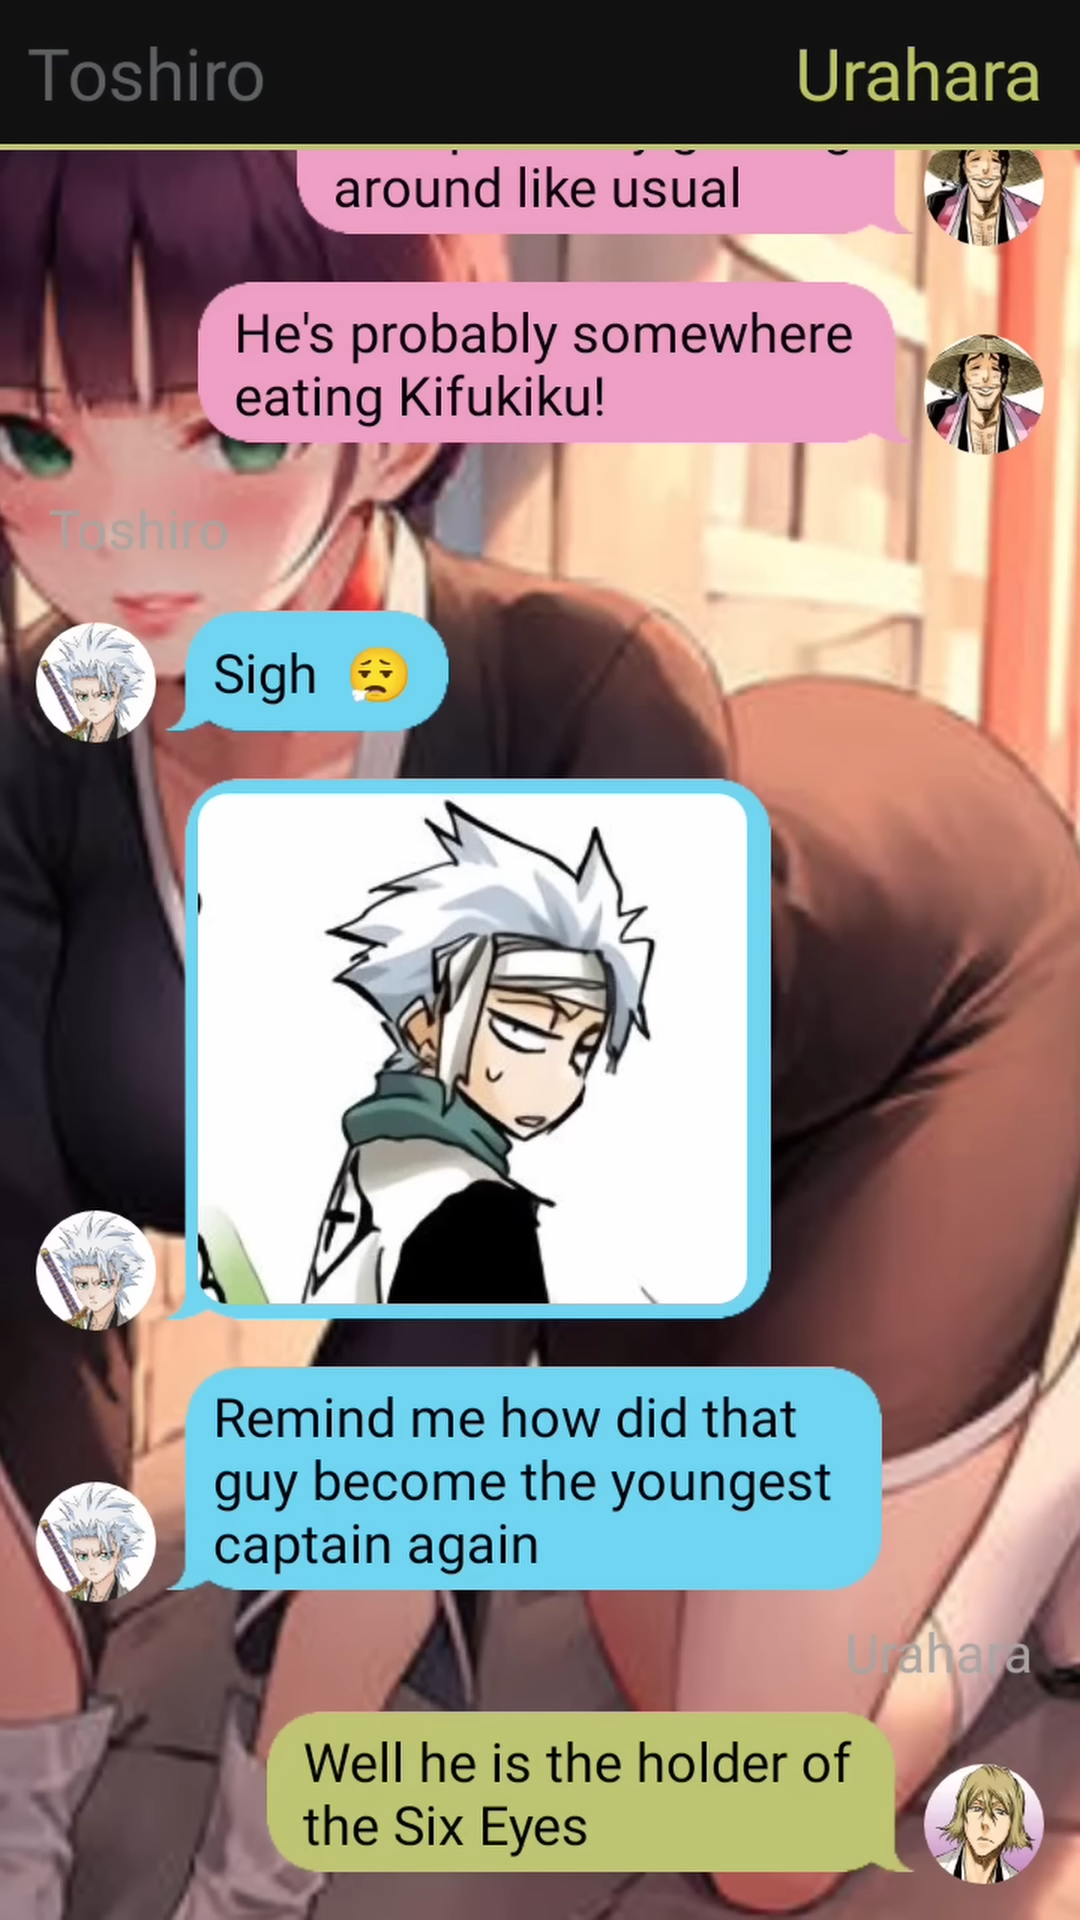 Toshiro
Urahara
around like usual
He's probably somewhere
eating Kifukiku!
Toshiro
Sigh 😮‍💨
Remind me how did that
guy become the youngest
captain again
Urahara
Well he is the holder of
the Six Eyes